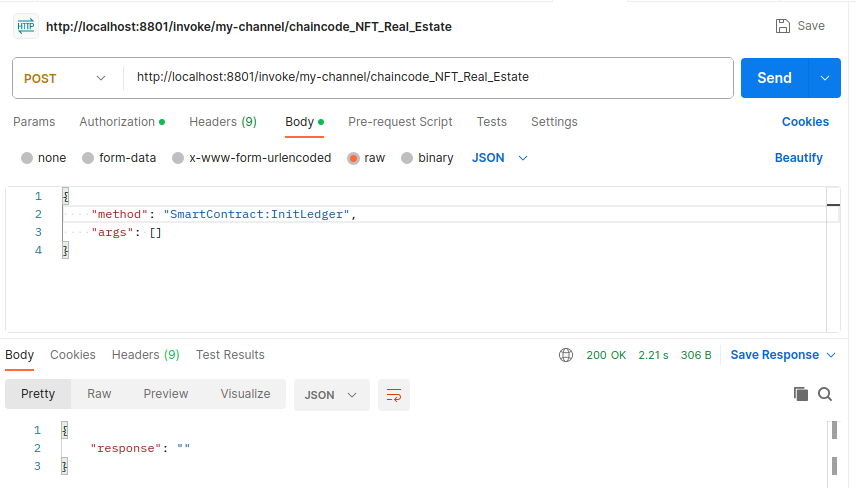 HTTP http://localhost:8801/invoke/my-channel/chaincode_NFT_Real_Estate Save
POST http://localhost:8801/invoke/my-channel/chaincode_NFT_Real_Estate Send
Params Authorization Headers (9) Body Pre-request Script Tests Settings Cookies
none form-data x-www-form-urlencoded raw binary JSON Beautify
1 {
2 "method": "SmartContract:InitLedger",
3 "args": []
4 }
Body Cookies Headers (9) Test Results 200 OK 2.21 s 306 B Save Response
Pretty Raw Preview Visualize JSON
1 {
2 "response": ""
3 }